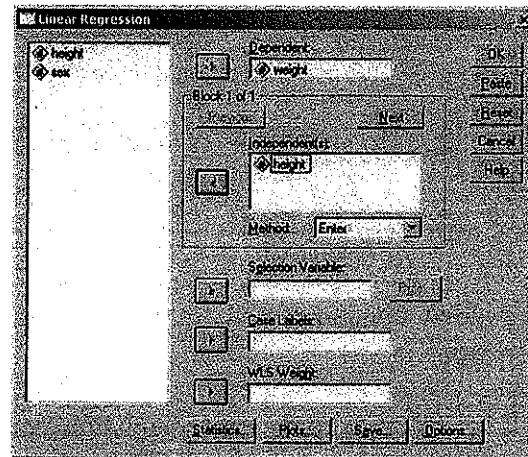 Linear Regression
height
sex
Dependent:
weight
OK
Paste
Reset
Cancel
Help
Block 1 of 1
Previous
Next
Independent(s):
height
Method:
Enter
Selection Variable:
Case Labels:
WLS Weight:
Statistics...
Plots...
Save...
Options...